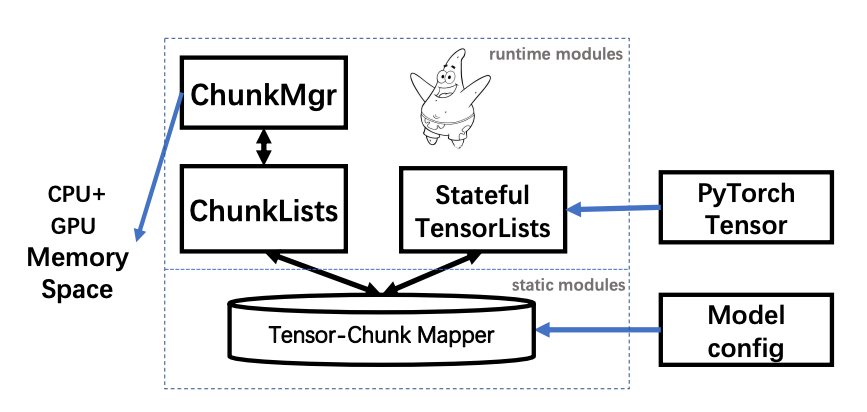 runtime modules
ChunkMgr
CPU+
GPU
Memory
Space
ChunkLists
Stateful
TensorLists
PyTorch
Tensor
static modules
Tensor-Chunk Mapper
Model
config